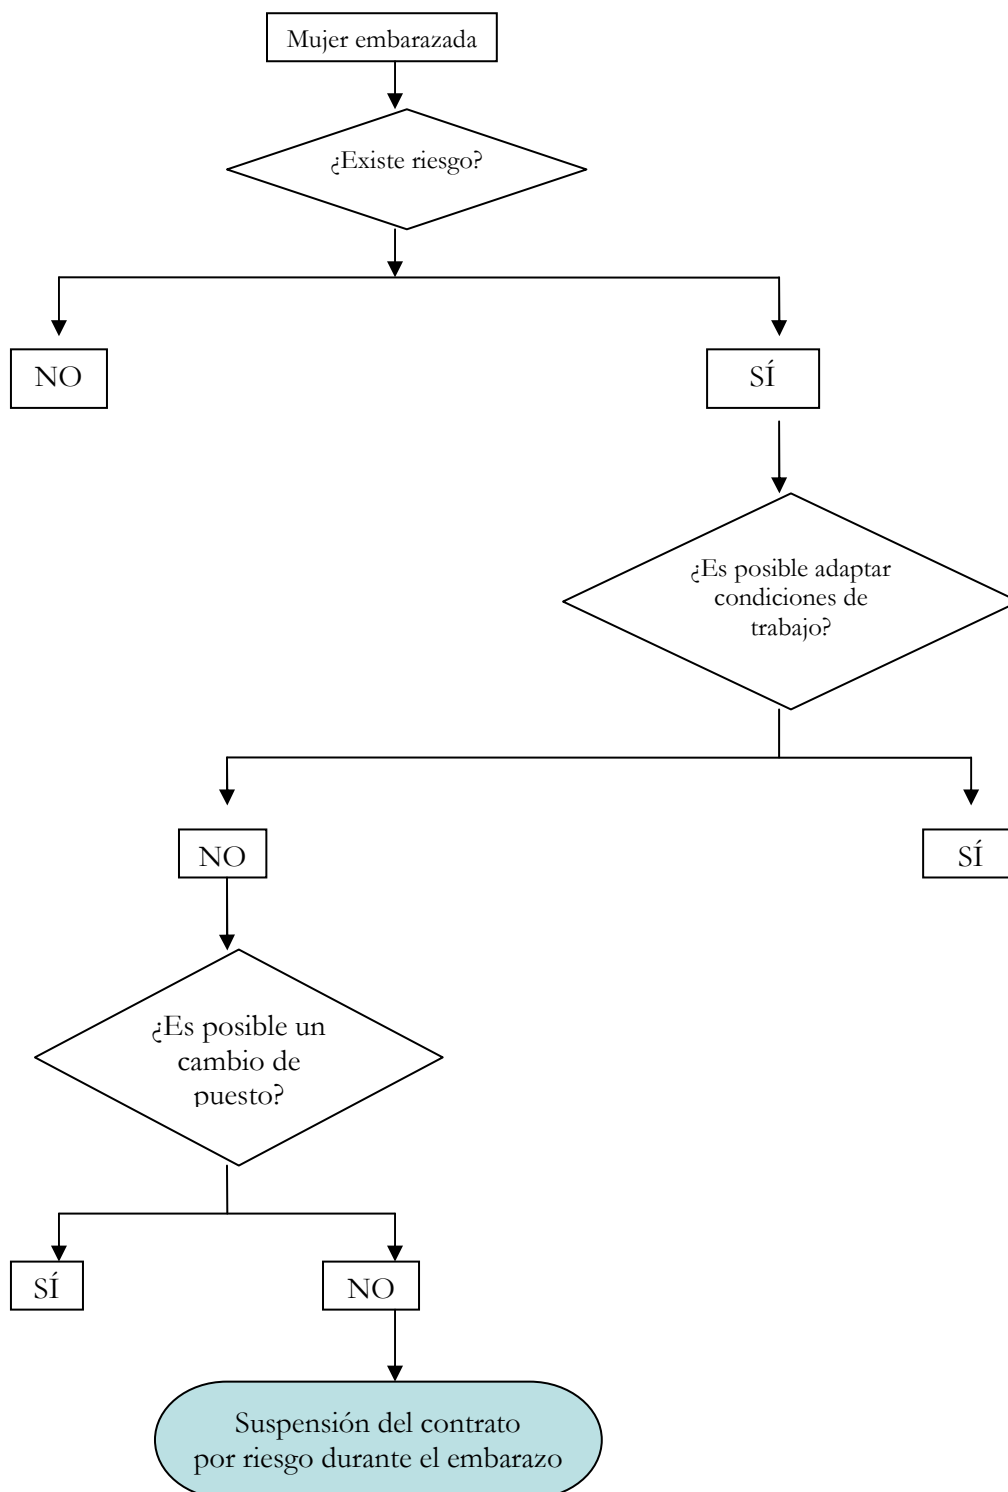 Mujer embarazada
¿Existe riesgo?
NO
SÍ
¿Es posible adaptar
condiciones de
trabajo?
NO
SÍ
¿Es posible un
cambio de
puesto?
SÍ
NO
Suspensión del contrato
por riesgo durante el embarazo